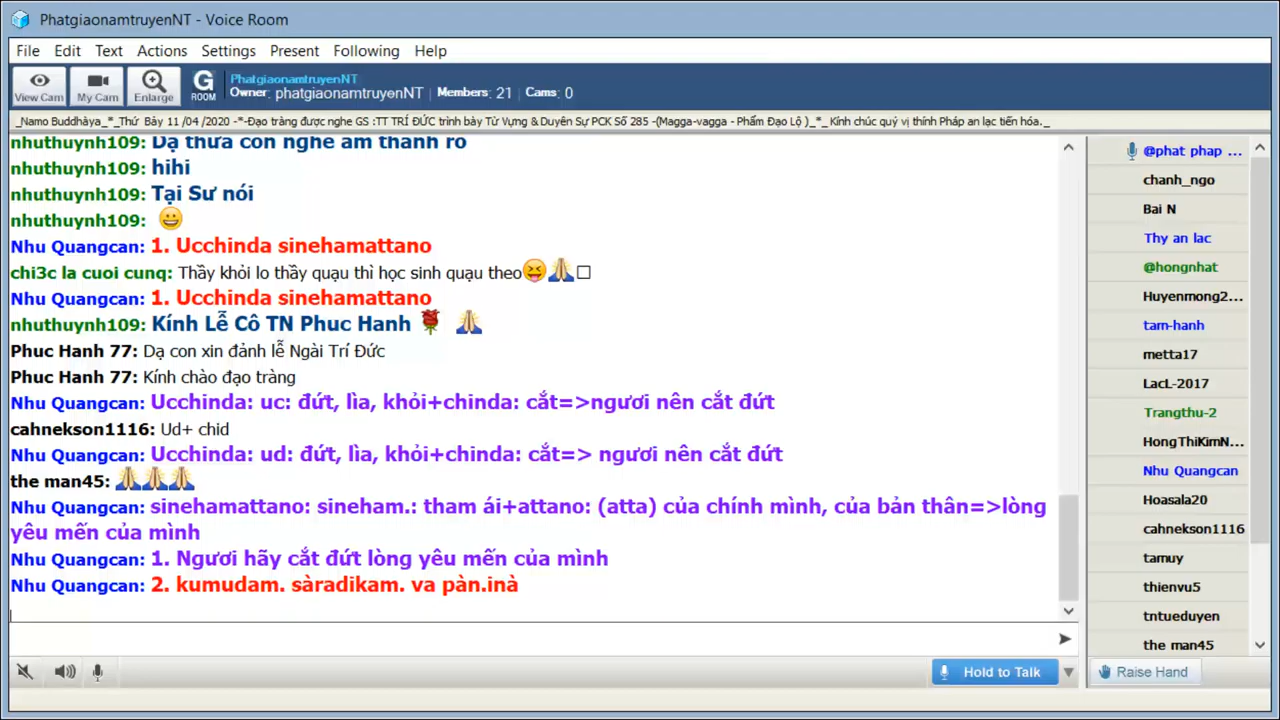 PhatgiaonamtruyenNT - Voice Room
File Edit Text Actions Settings Present Following Help
View Cam My Cam Enlarge G ROOM
PhatgiaonamtruyenNT
Owner: phatgiaonamtruyenNT Members: 21 Cams: 0
_Namo Buddhàya_*_Thứ Bảy 11 /04 /2020 -*-Đạo tràng được nghe GS :TT TRÍ ĐỨC trình bày Từ Vựng & Duyên Sự PCK Số 285 -(Magga-vagga - Phẩm Đạo Lộ )_*_ Kính chúc quý vị thính Pháp an lạc tiến hóa._
nhuthuynh109: Dạ thưa con nghe âm thanh rõ
nhuthuynh109: hihi
nhuthuynh109: Tại Sư nói
nhuthuynh109: 😀
Nhu Quangcan: 1. Ucchinda sinehamattano
chi3c la cuoi cunq: Thầy khỏi lo thầy quạu thì học sinh quạu theo😝🙏□
Nhu Quangcan: 1. Ucchinda sinehamattano
nhuthuynh109: Kính Lễ Cô TN Phuc Hanh 🌹 🙏
Phuc Hanh 77: Dạ con xin đảnh lễ Ngài Trí Đức
Phuc Hanh 77: Kính chào đạo tràng
Nhu Quangcan: Ucchinda: uc: đứt, lìa, khỏi+chinda: cắt=>ngươi nên cắt đứt
cahnekson1116: Ud+ chid
Nhu Quangcan: Ucchinda: ud: đứt, lìa, khỏi+chinda: cắt=> ngươi nên cắt đứt
the man45: 🙏🙏🙏
Nhu Quangcan: sinehamattano: sineham.: tham ái+attano: (atta) của chính mình, của bản thân=>lòng
yêu mến của mình
Nhu Quangcan: 1. Ngươi hãy cắt đứt lòng yêu mến của mình
Nhu Quangcan: 2. kumudam. sàradikam. va pàn.inà
@phat phap ...
chanh_ngo
Bai N
Thy an lac
@hongnhat
Huyenmong2...
tam-hanh
metta17
LacL-2017
Trangthu-2
HongThiKimN...
Nhu Quangcan
Hoasala20
cahnekson1116
tamuy
thienvu5
tntueduyen
the man45
Hold to Talk Raise Hand